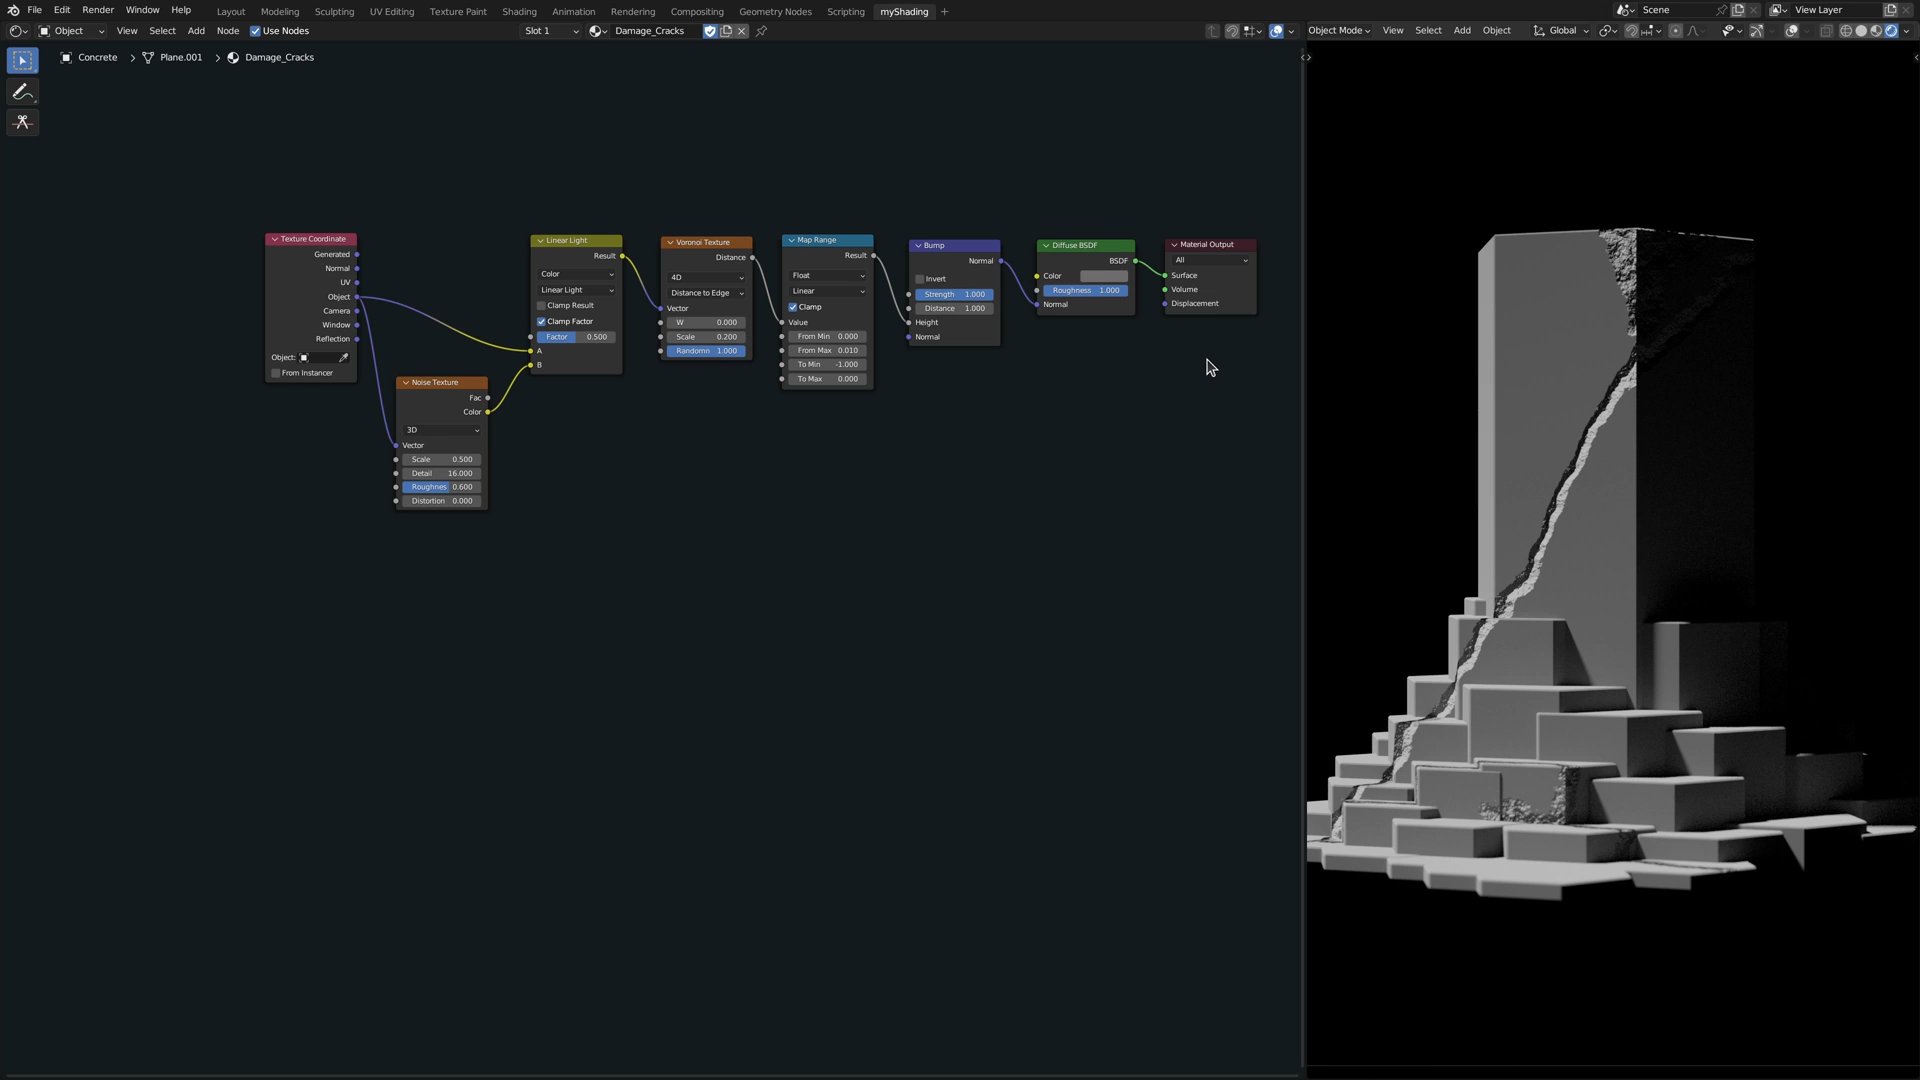 File Edit Render Window Help Layout Modeling Sculpting UV Editing Texture Paint Shading Animation Rendering Compositing Geometry Nodes Scripting myShading + Scene View Layer
Object View Select Add Node Use Nodes Slot 1 Damage_Cracks Object Mode View Select Add Object Global
Concrete > Plane.001 > Damage_Cracks
Texture Coordinate
Generated
Normal
UV
Object
Camera
Window
Reflection
Object:
From Instancer
Noise Texture
Fac
Color
3D
Vector
Scale 0.500
Detail 16.000
Roughnes 0.600
Distortion 0.000
Linear Light
Result
Color
Linear Light
Clamp Result
Clamp Factor
Factor 0.500
A
B
Voronoi Texture
Distance
4D
Distance to Edge
Vector
W 0.000
Scale 0.200
Randomn 1.000
Map Range
Result
Float
Linear
Clamp
Value
From Min 0.000
From Max 0.010
To Min -1.000
To Max 0.000
Bump
Normal
Invert
Strength 1.000
Distance 1.000
Height
Normal
Diffuse BSDF
BSDF
Color
Roughness 1.000
Normal
Material Output
All
Surface
Volume
Displacement